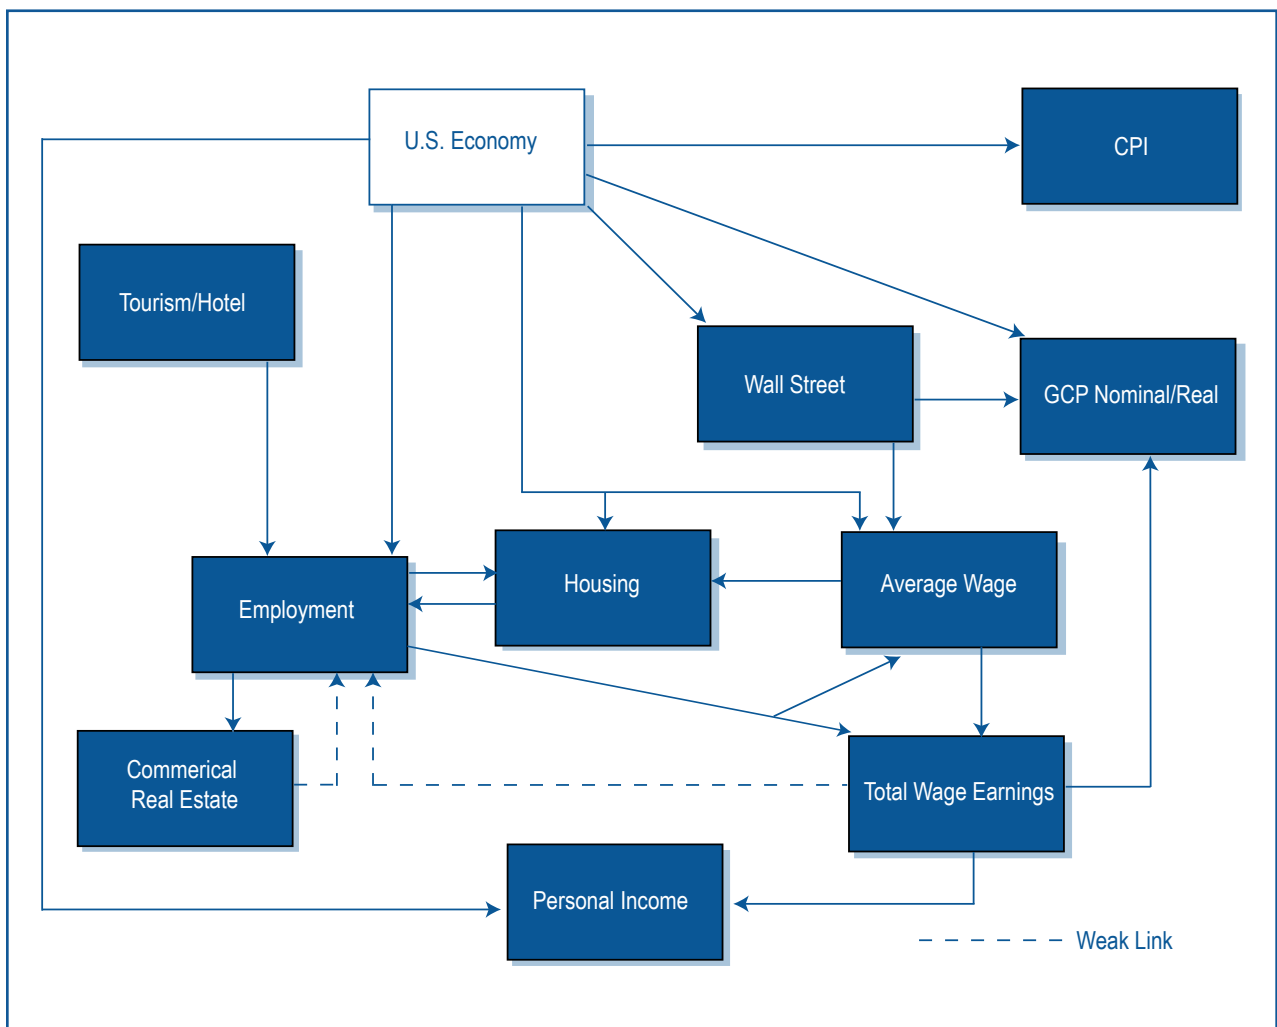 U.S. Economy
CPI
Tourism/Hotel
Wall Street
GCP Nominal/Real
Housing
Average Wage
Employment
Commerical
Real Estate
Total Wage Earnings
Personal Income
Weak Link